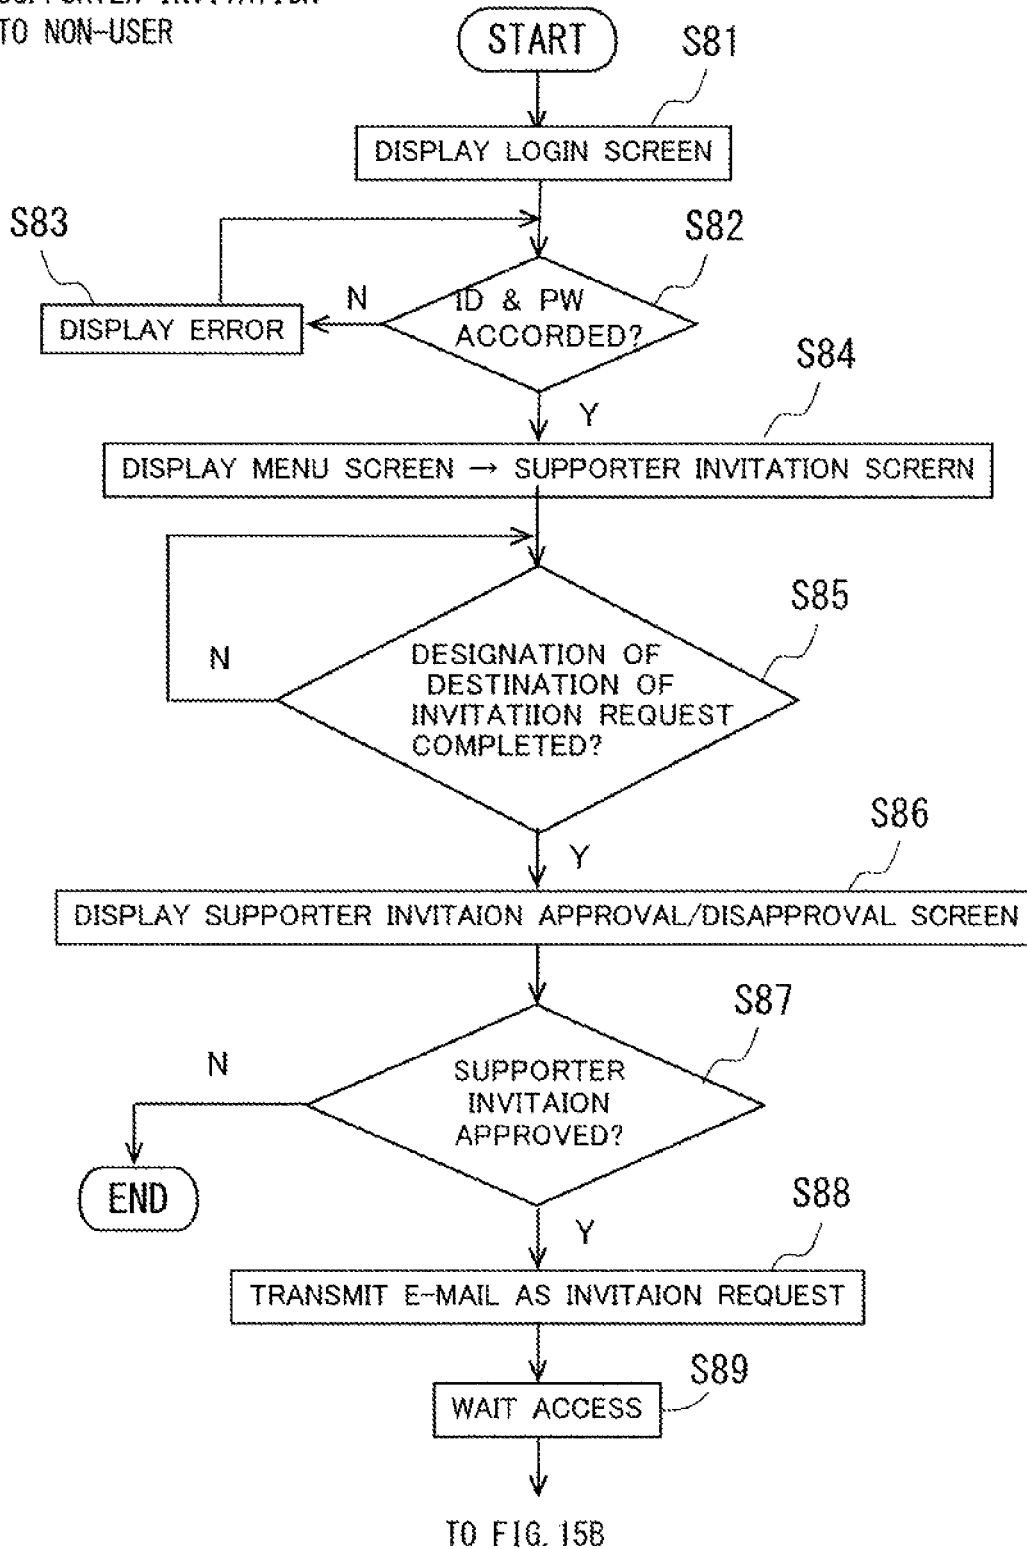 SUPPORTER INVITATION
TO NON-USER
START
S81
DISPLAY LOGIN SCREEN
S83
S82
N
ID & PW
ACCORDED?
DISPLAY ERROR
S84
Y
DISPLAY MENU SCREEN → SUPPORTER INVITATION SCRERN
S85
N
DESIGNATION OF
DESTINATION OF
INVITATIION REQUEST
COMPLETED?
S86
Y
DISPLAY SUPPORTER INVITAION APPROVAL/DISAPPROVAL SCREEN
S87
N
SUPPORTER
INVITAION
APPROVED?
END
S88
Y
TRANSMIT E-MAIL AS INVITAION REQUEST
S89
WAIT ACCESS
TO FIG. 15B